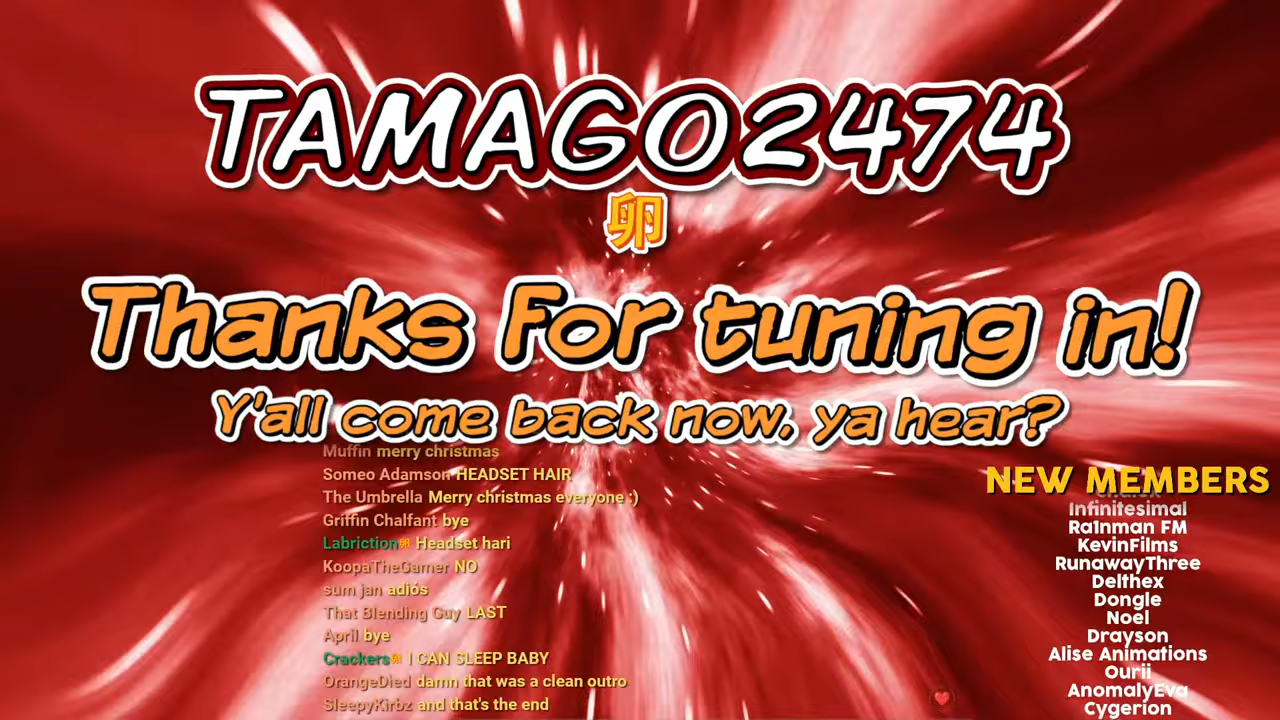 TAMAGO2474
卵
Thanks For tuning in!
Y'all come back now, ya hear?
Muffin merry christmas
Someo Adamson HEADSET HAIR
The Umbrella Merry christmas everyone :)
Griffin Chalfant bye
Labriction卵 Headset hari
KoopaTheGamer NO
sum jan adiós
That Blending Guy LAST
April bye
Crackers卵 I CAN SLEEP BABY
OrangeDied damn that was a clean outro
SleepyKirbz and that's the end
NEW MEMBERS
Infinitesimal
Ra1nman FM
KevinFilms
RunawayThree
Delthex
Dongle
Noel
Drayson
Alise Animations
Ourii
AnomalyEva
Cygerion